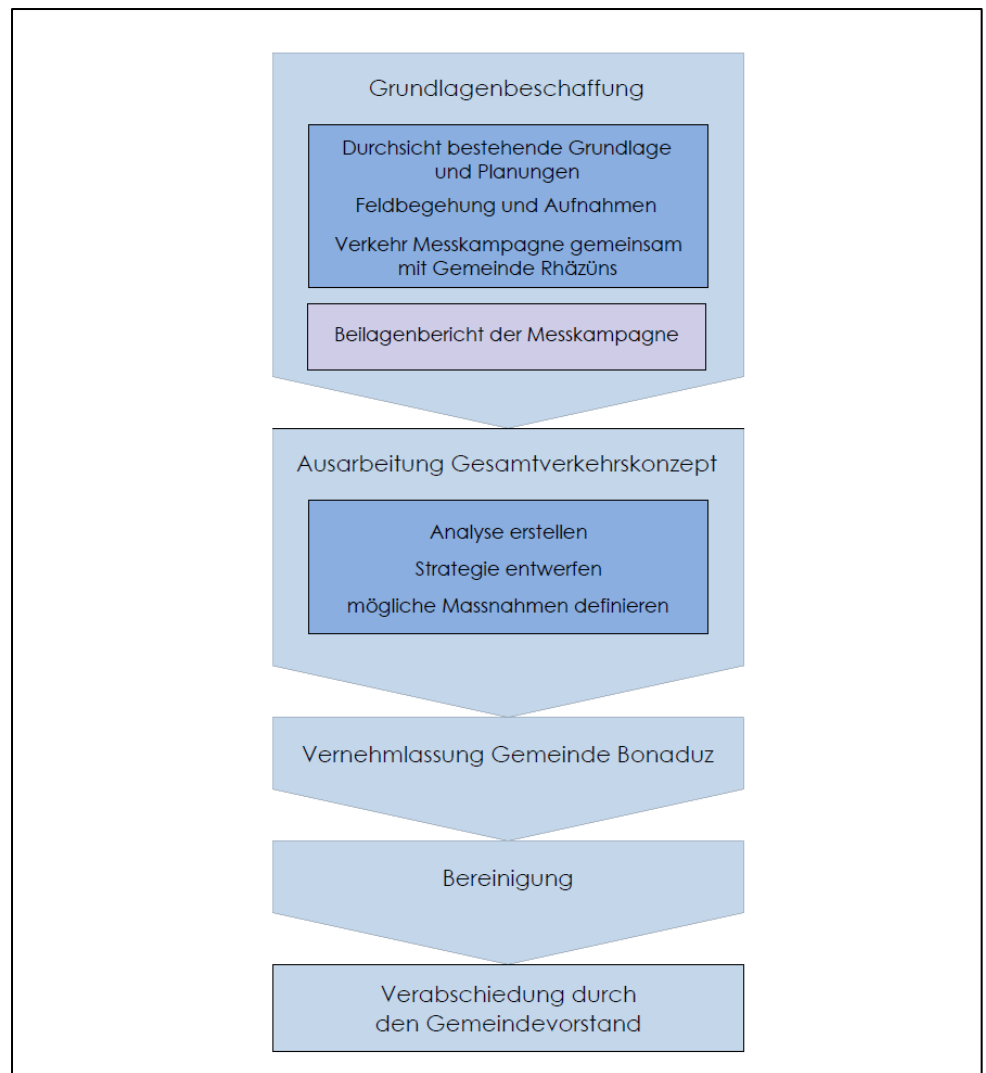 Grundlagenbeschaffung
Durchsicht bestehende Grundlage
und Planungen
Feldbegehung und Aufnahmen
Verkehr Messkampagne gemeinsam
mit Gemeinde Rhäzüns
Beilagenbericht der Messkampagne
Ausarbeitung Gesamtverkehrskonzept
Analyse erstellen
Strategie entwerfen
mögliche Massnahmen definieren
Vernehmlassung Gemeinde Bonaduz
Bereinigung
Verabschiedung durch
den Gemeindevorstand